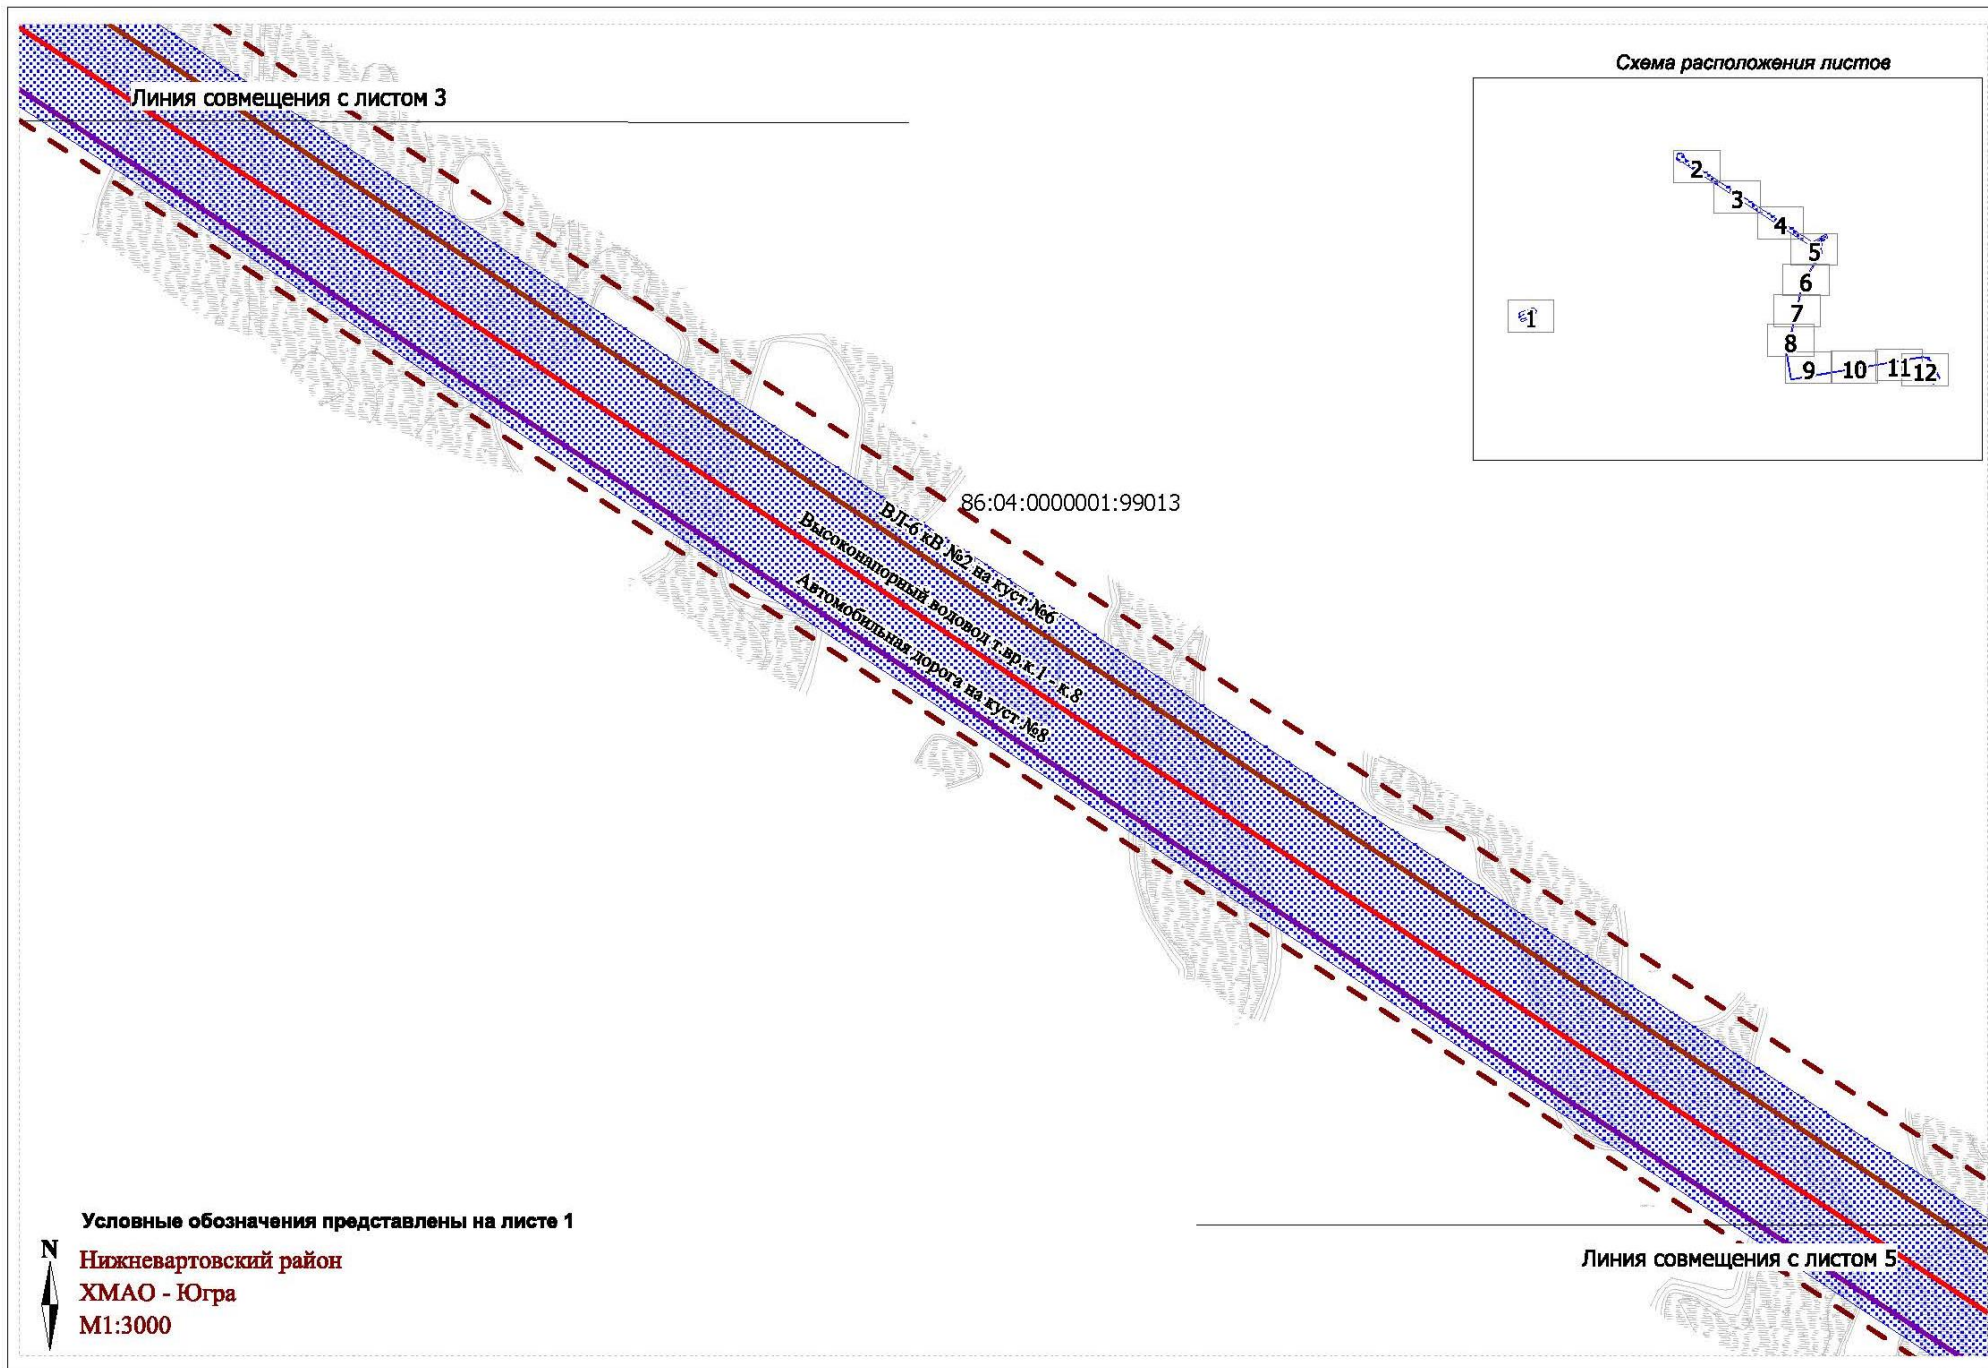 Линия совмещения с листом 3
Схема расположения листов
2
3
4
5
6
7
1
8
9
10
11
12
86:04:0000001:99013
ВЛ-6 кВ №2 на куст №6
Высоконапорный водовод т.вр.к.1 - к.8
Автомобильная дорога на куст №8
Условные обозначения представлены на листе 1
N
Нижневартовский район
ХМАО - Югра
М1:3000
Линия совмещения с листом 5